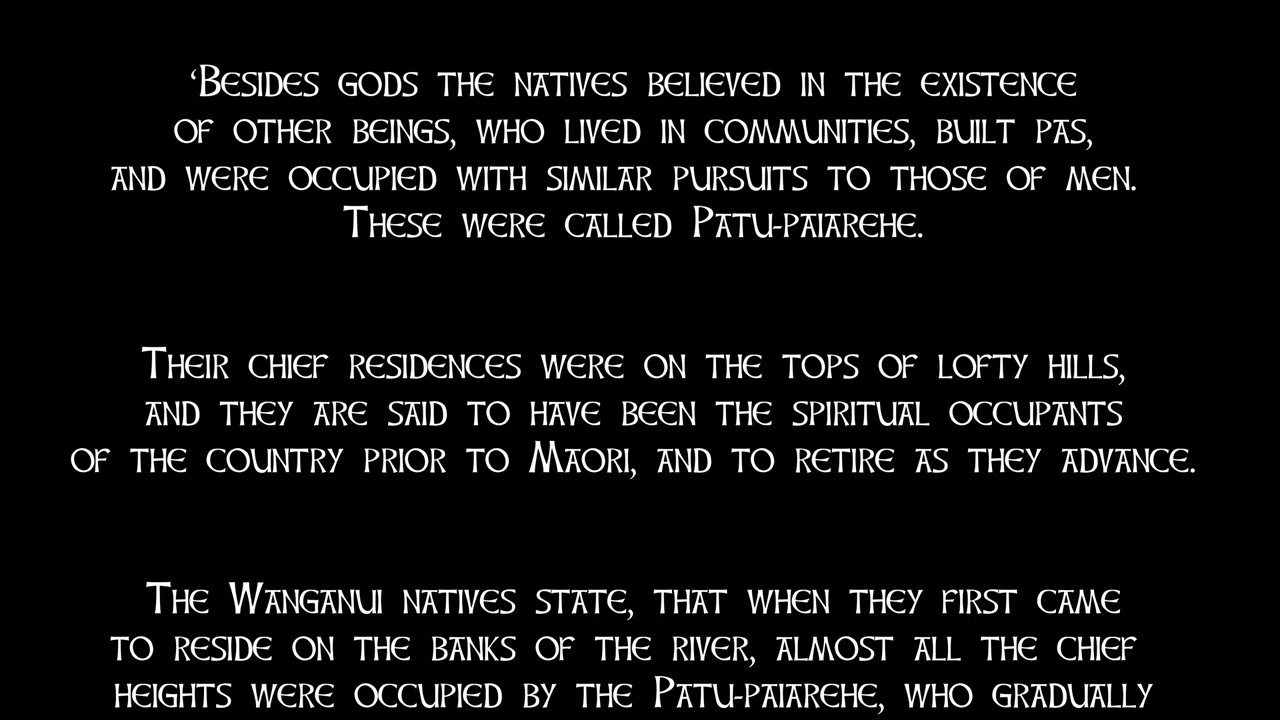 ‘Besides gods the natives believed in the existence
of other beings, who lived in communities, built pas,
and were occupied with similar pursuits to those of men.
These were called Patu-paiarehe.
Their chief residences were on the tops of lofty hills,
and they are said to have been the spiritual occupants
of the country prior to Maori, and to retire as they advance.
The Wanganui natives state, that when they first came
to reside on the banks of the river, almost all the chief
heights were occupied by the Patu-paiarehe, who gradually